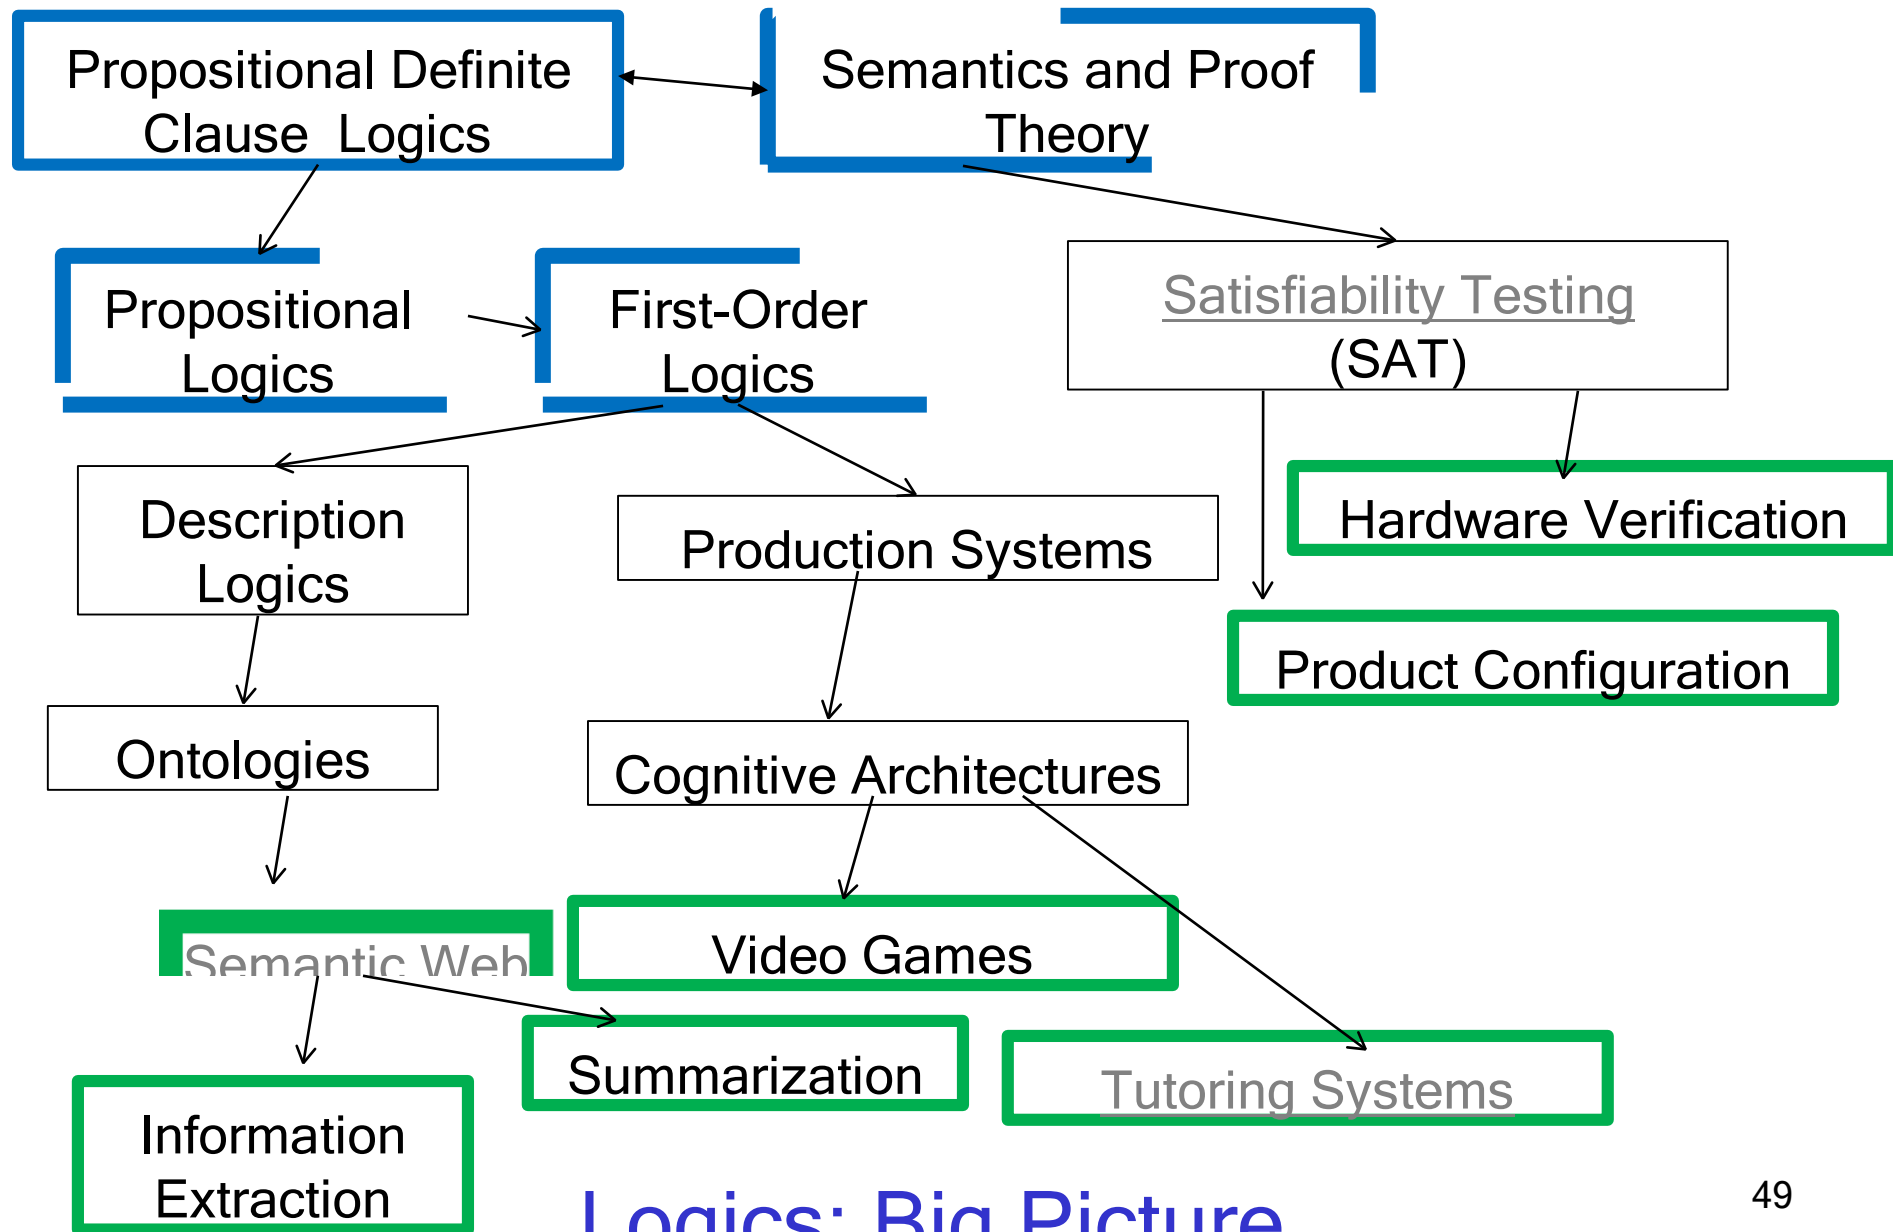 Propositional Definite
Clause Logics
Semantics and Proof
Theory
Propositional
Logics
First-Order
Logics
Satisfiability Testing
(SAT)
Description
Logics
Production Systems
Hardware Verification
Product Configuration
Ontologies
Cognitive Architectures
Semantic Web
Video Games
Summarization
Tutoring Systems
Information
Extraction
Logics: Big Picture
49